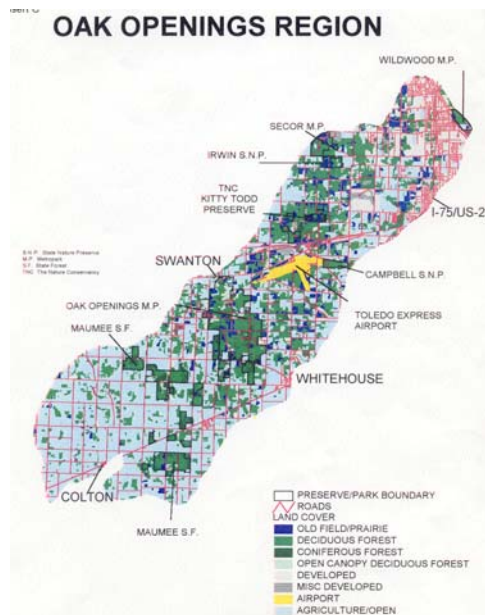 OAK OPENINGS REGION
WILDWOOD M.P.
SECOR M.P.
IRWIN S.N.P.
TNC
KITTY TODD
PRESERVE
I-75/US-2
S.N.P. State Nature Preserve
M.P. Metropark
S.F. State Forest
TNC The Nature Conservancy
SWANTON
CAMPBELL S.N.P.
OAK OPENINGS M.P.
TOLEDO EXPRESS
AIRPORT
MAUMEE S.F.
WHITEHOUSE
COLTON
MAUMEE S.F.
PRESERVE/PARK BOUNDARY
ROADS
LAND COVER
OLD FIELD/PRAIRIE
DECIDUOUS FOREST
CONIFEROUS FOREST
OPEN CANOPY DECIDUOUS FOREST
DEVELOPED
MISC DEVELOPED
AIRPORT
AGRICULTURE/OPEN